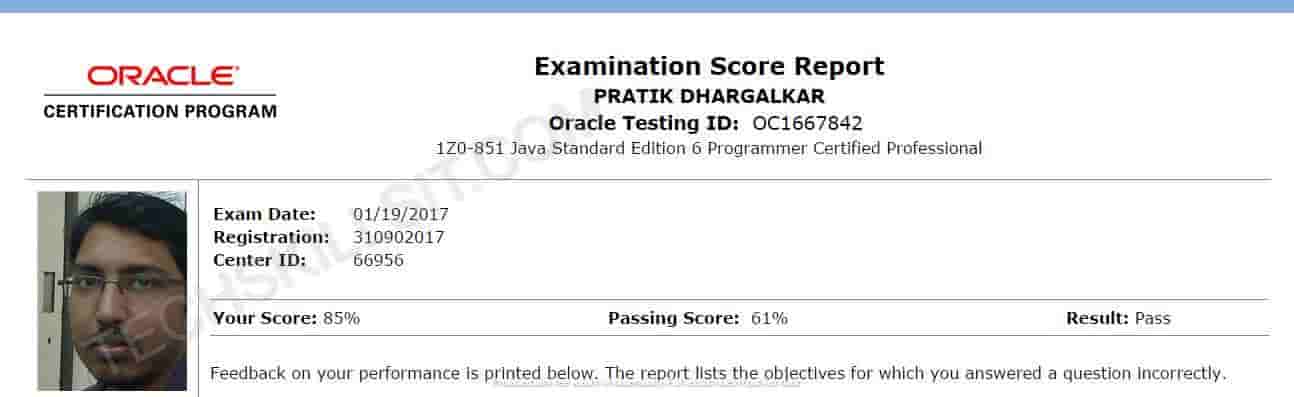 ORACLE
CERTIFICATION PROGRAM
Examination Score Report
PRATIK DHARGALKAR
Oracle Testing ID: OC1667842
1Z0-851 Java Standard Edition 6 Programmer Certified Professional
Exam Date: 01/19/2017
Registration: 310902017
Center ID: 66956
Your Score: 85% Passing Score: 61% Result: Pass
Feedback on your performance is printed below. The report lists the objectives for which you answered a question incorrectly.
TECHSKILLSIT.COM